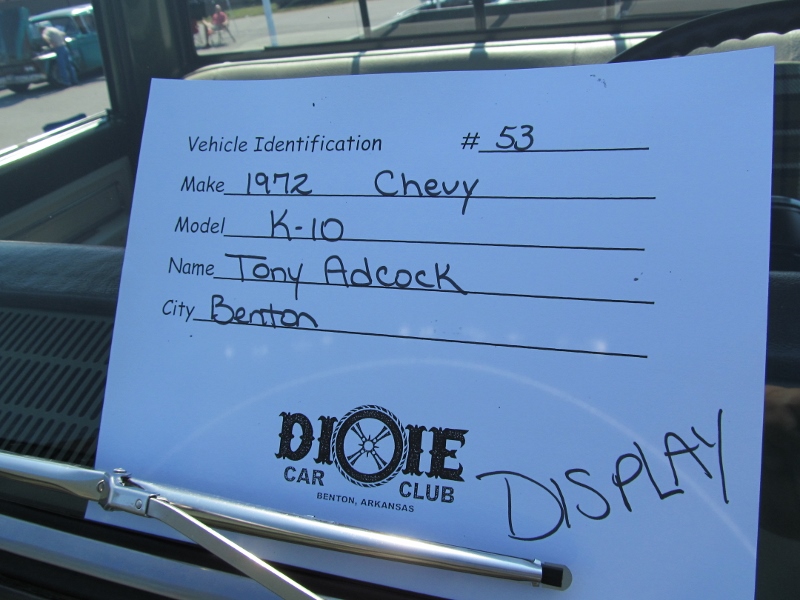 Vehicle Identification # 53
Make 1972 Chevy
Model K-10
Name Tony Adcock
City Benton
DIXIE
CAR CLUB
BENTON, ARKANSAS
DISPLAY